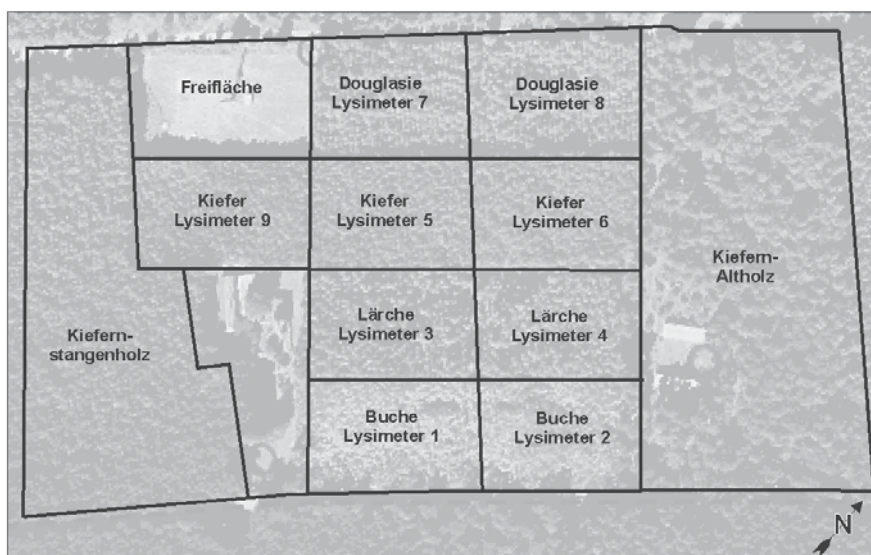 Freifläche
Douglasie
Lysimeter 7
Douglasie
Lysimeter 8
Kiefer
Lysimeter 9
Kiefer
Lysimeter 5
Kiefer
Lysimeter 6
Kiefern-
Altholz
Lärche
Lysimeter 3
Lärche
Lysimeter 4
Kiefern-
stangenholz
Buche
Lysimeter 1
Buche
Lysimeter 2
N